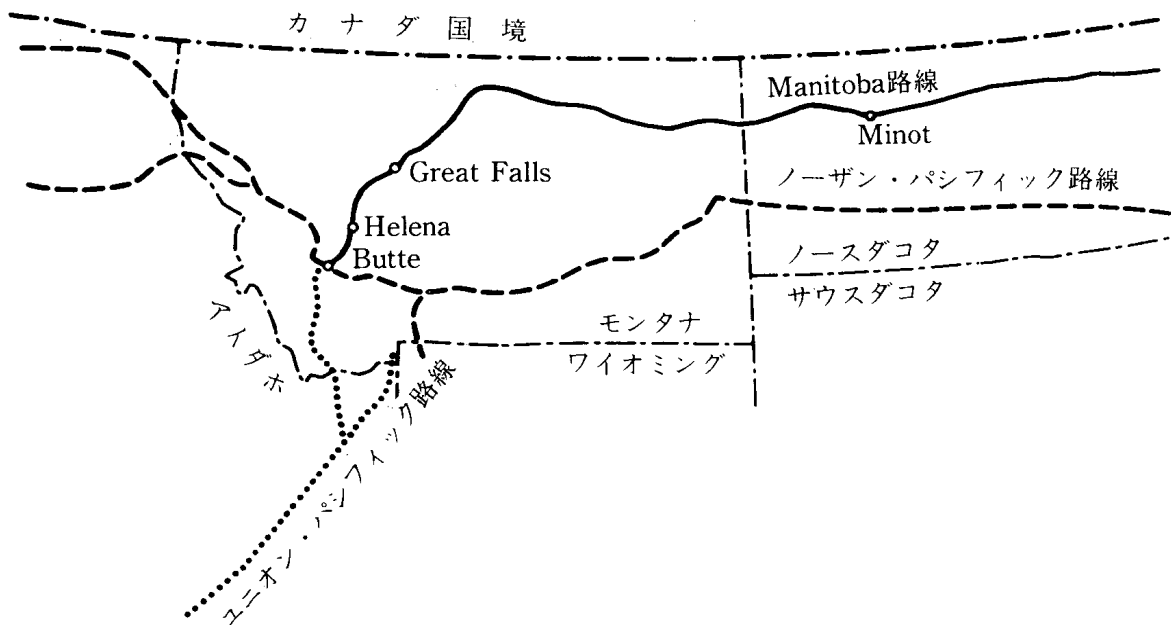 カナダ国境
Manitoba路線
Minot
Great Falls
ノーザン・パシフィック路線
Helena
Butte
ノースダコタ
サウスダコタ
アイダホ
モンタナ
ワイオミング
ユニオン・パシフィック路線